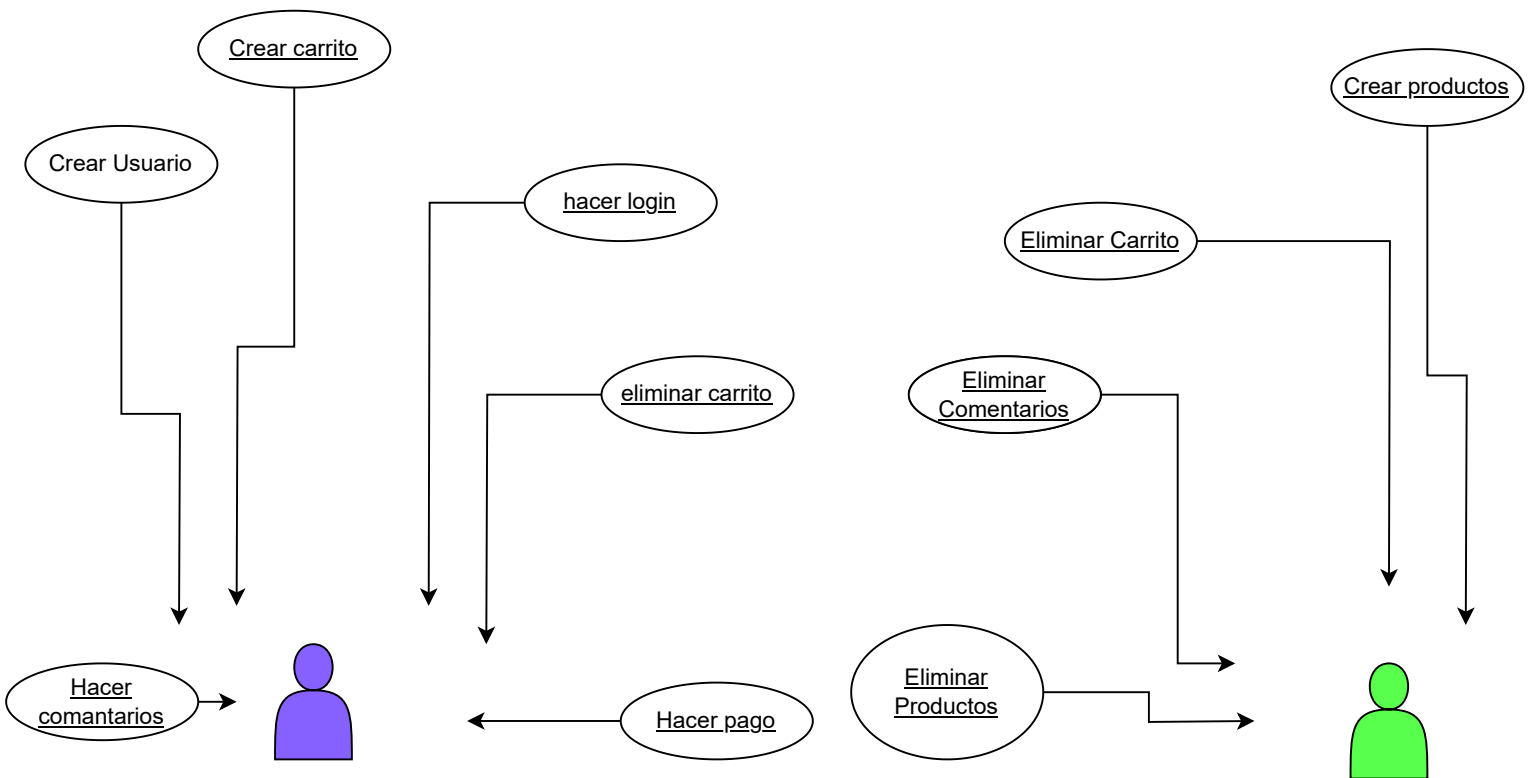 Crear carrito
Crear productos
Crear Usuario
hacer login
Eliminar Carrito
eliminar carrito
Eliminar
Comentarios
Hacer
comantarios
Hacer pago
Eliminar
Productos